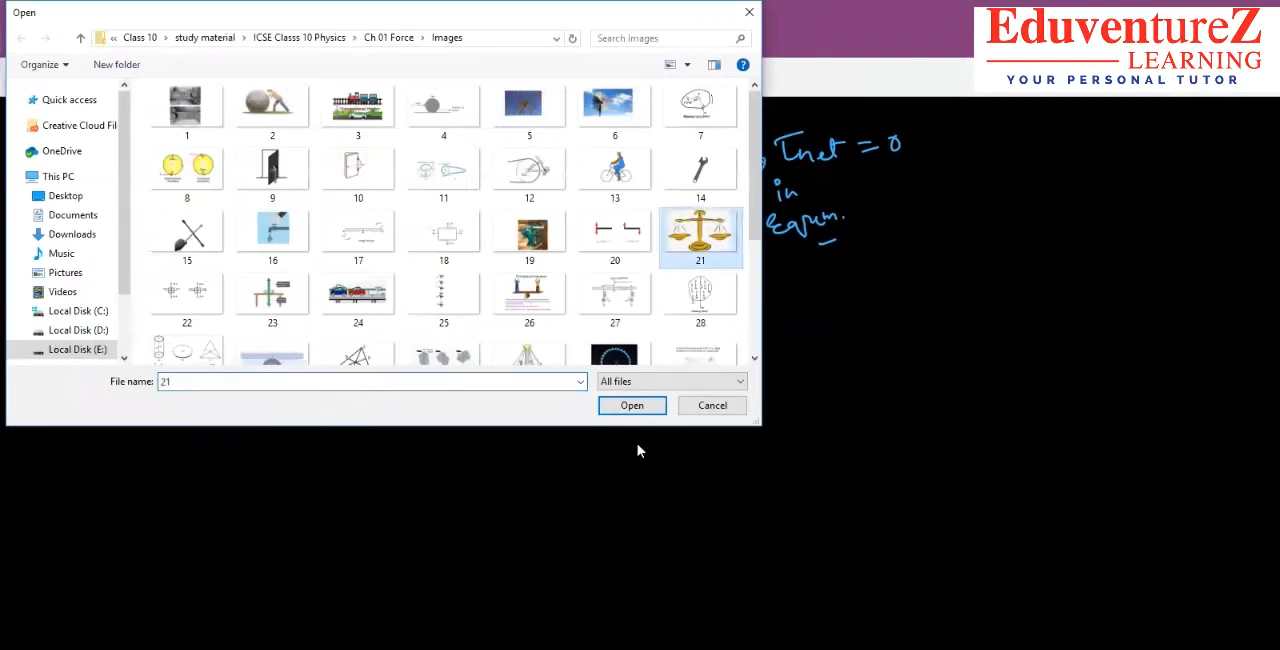 Open
« Class 10 > study material > ICSE Classs 10 Physics > Ch 01 Force > Images
Search Images
Organize
New folder
Quick access
Creative Cloud Fil
OneDrive
This PC
Desktop
Documents
Downloads
Music
Pictures
Videos
Local Disk (C:)
Local Disk (D:)
Local Disk (E:)
1 2 3 4 5 6 7
8 9 10 11 12 13 14
15 16 17 18 19 20 21
22 23 24 25 26 27 28
File name: 21
All files
Open Cancel
EduventureZ
LEARNING
YOUR PERSONAL TUTOR
τnet = 0
in
Equm.